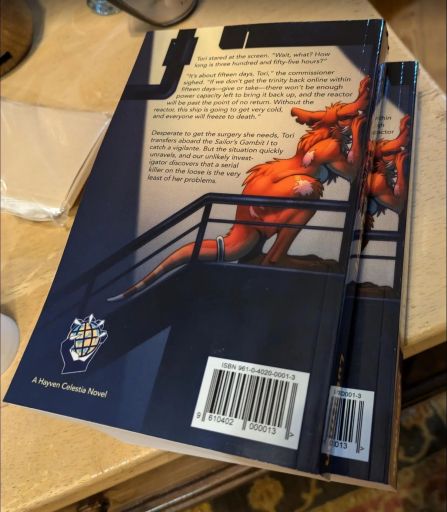 Tori stared at the screen. "Wait, what? How
long is three hundred and fifty-five hours?"
"It's about fifteen days, Tori," the commissioner
sighed. "If we don't get the trinity back online within
fifteen days—give or take—there won't be enough
power capacity left to bring it back up, and the reactor
will be past the point of no return. Without the
reactor, this ship is going to get very cold,
and everyone will freeze to death."
Desperate to get the surgery she needs, Tori
transfers aboard the Sailor's Gambit I to
catch a vigilante. But the situation quickly
unravels, and our unlikely invest-
igator discovers that a serial
killer on the loose is the very
least of her problems.
A Hayven Celestia Novel
ISBN 961-0-4020-0001-3
9 610402 000013 >